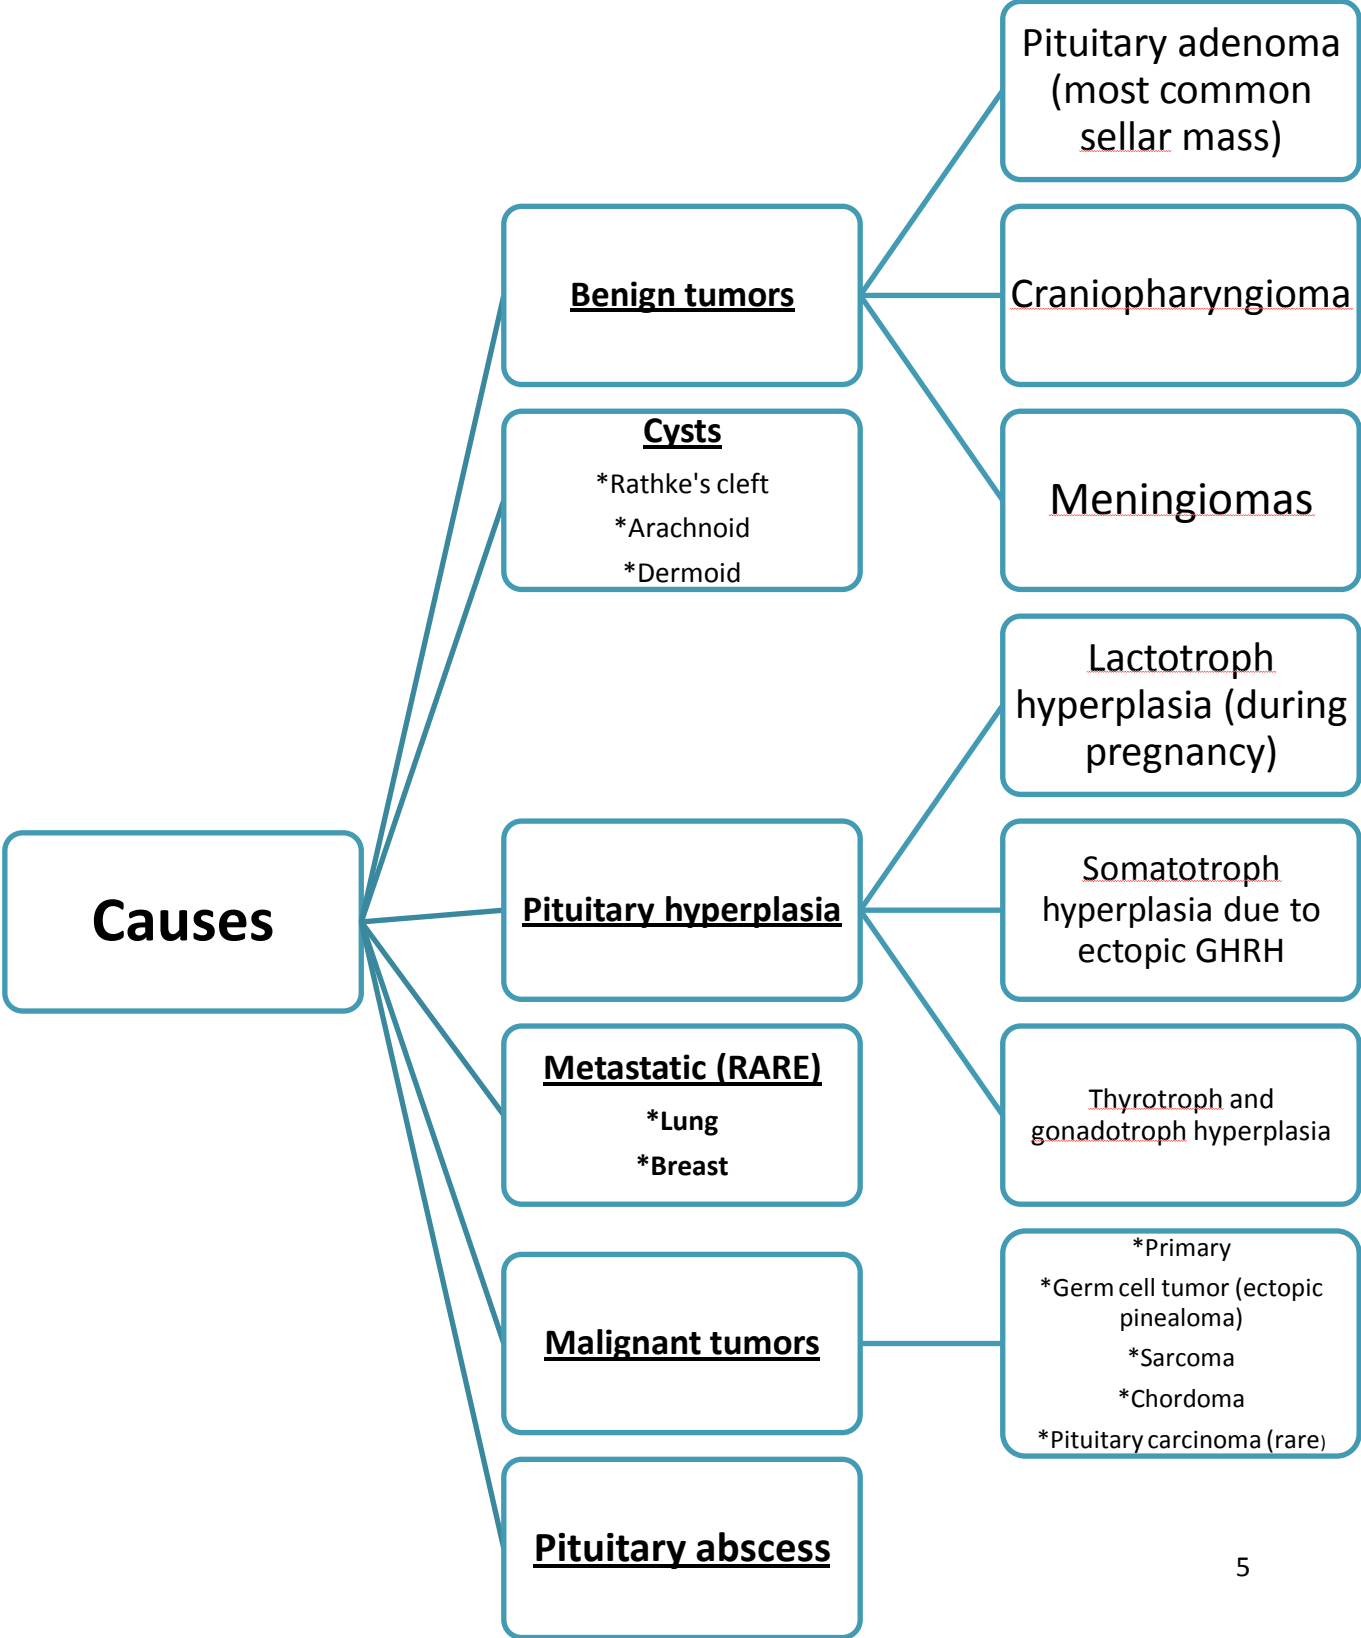 Causes
Benign tumors
Pituitary adenoma
(most common
sellar mass)
Craniopharyngioma
Meningiomas
Cysts
*Rathke's cleft
*Arachnoid
*Dermoid
Pituitary hyperplasia
Lactotroph
hyperplasia (during
pregnancy)
Somatotroph
hyperplasia due to
ectopic GHRH
Thyrotroph and
gonadotroph hyperplasia
Metastatic (RARE)
*Lung
*Breast
Malignant tumors
*Primary
*Germ cell tumor (ectopic
pinealoma)
*Sarcoma
*Chordoma
*Pituitary carcinoma (rare)
Pituitary abscess
5